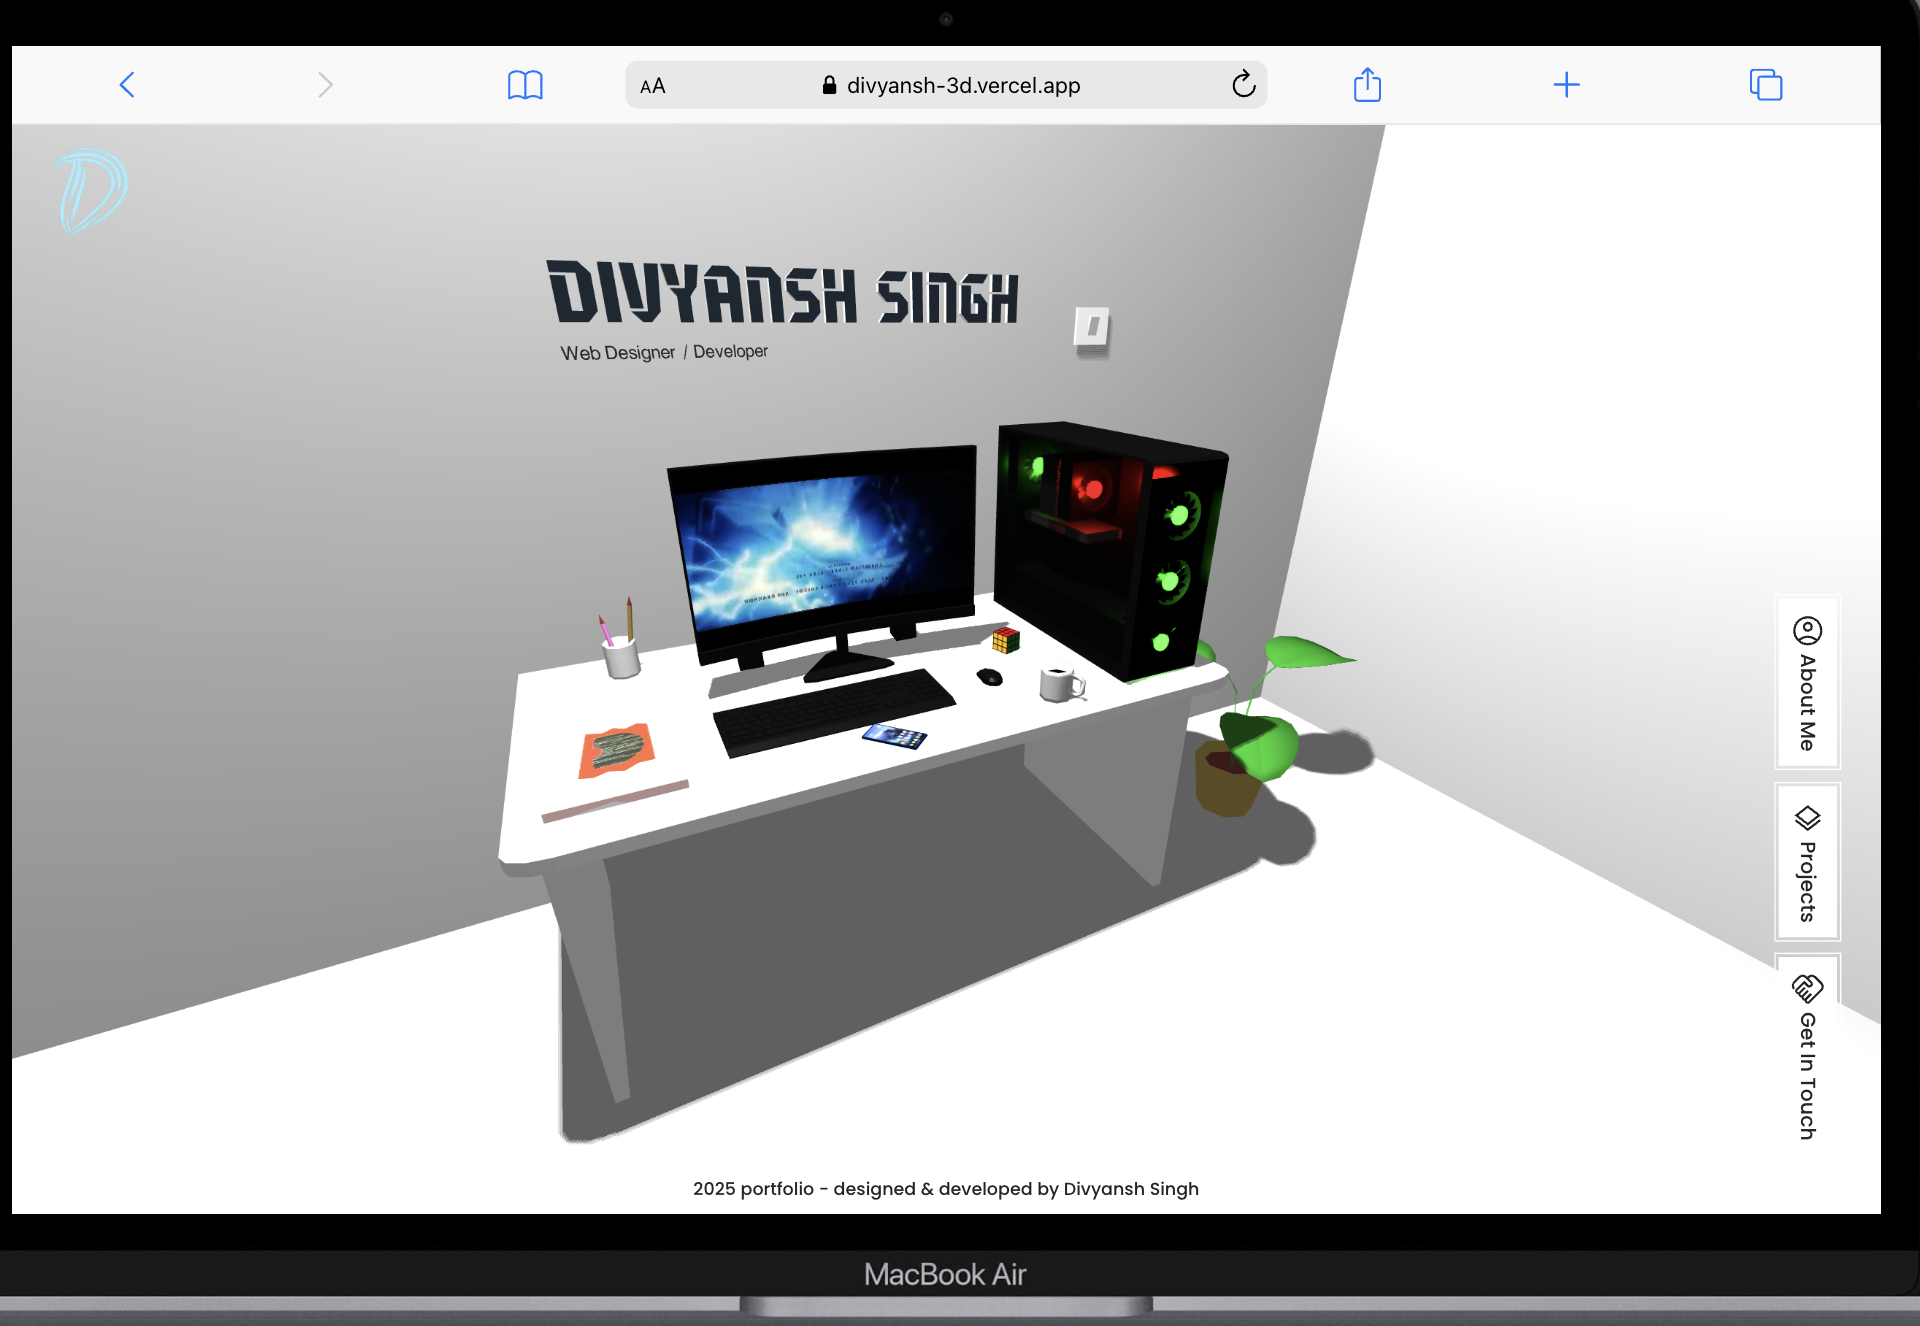 AA
divyansh-3d.vercel.app
DIVYANSH SINGH
Web Designer / Developer
About Me
Projects
Get In Touch
2025 portfolio - designed & developed by Divyansh Singh
MacBook Air